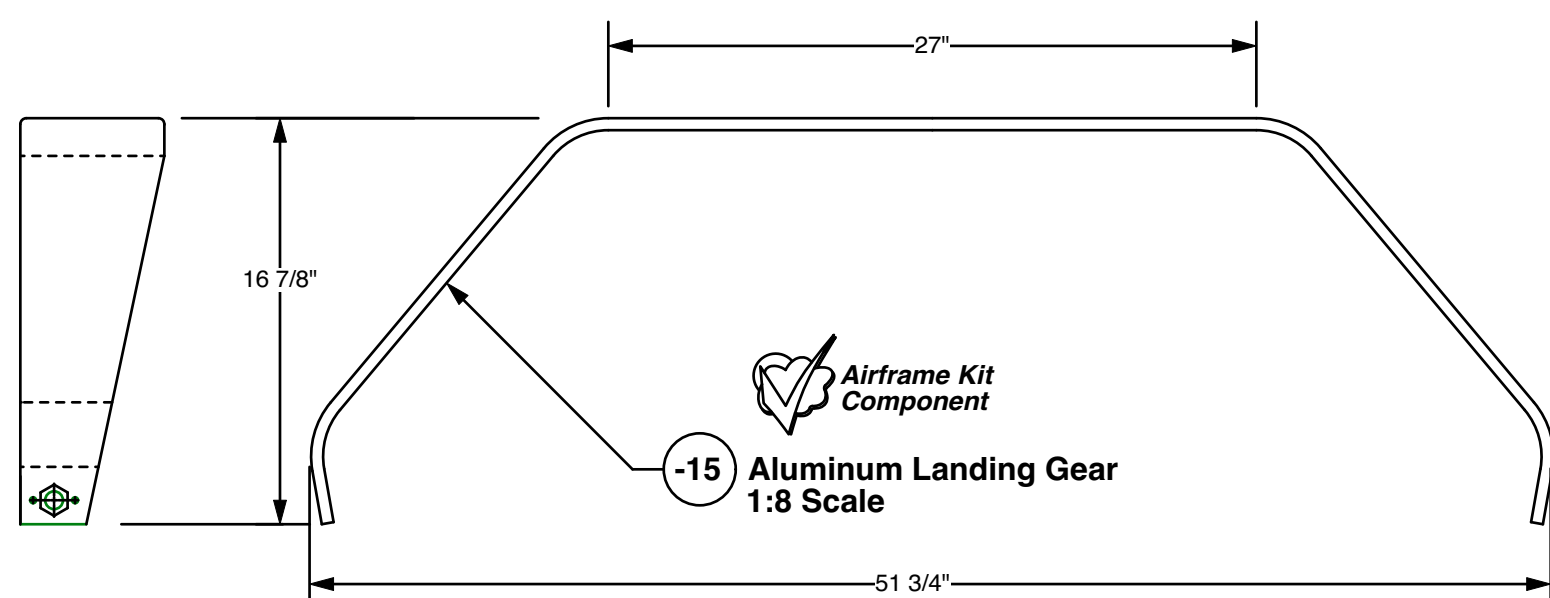 27"
16 7/8"
Airframe Kit
Component
-15 Aluminum Landing Gear
1:8 Scale
51 3/4"